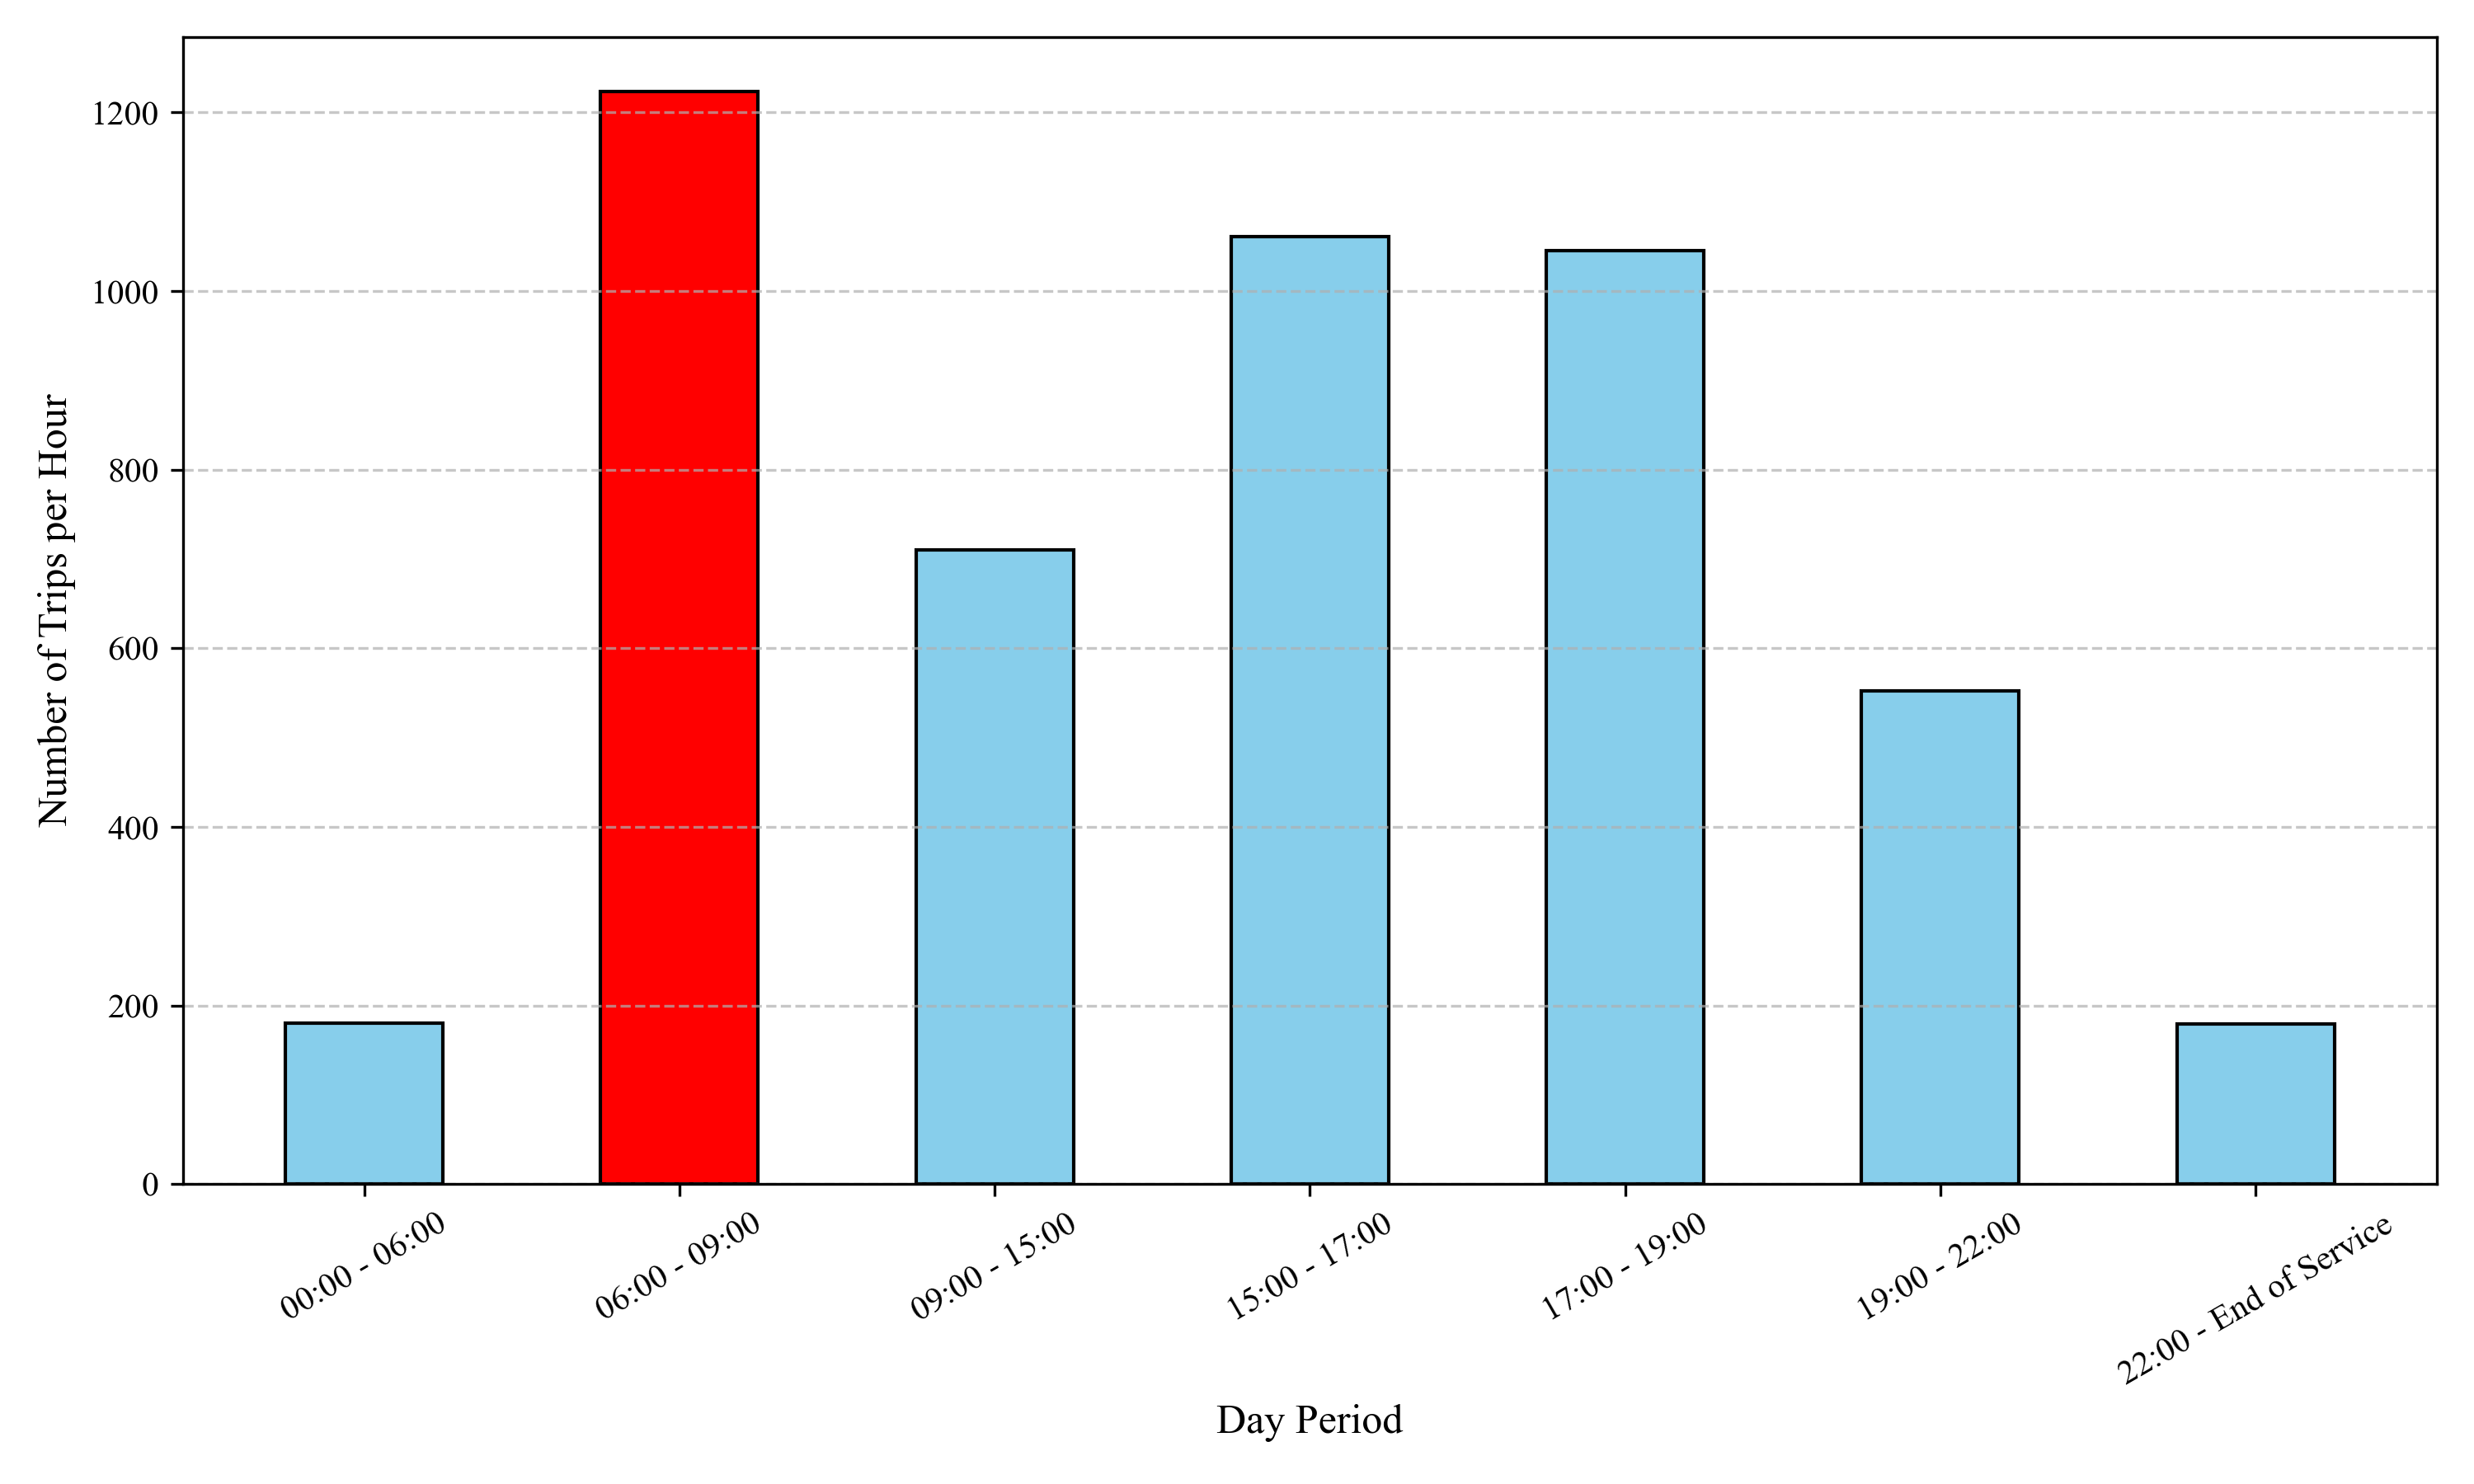 Number of Trips per Hour
1200
1000
800
600
400
200
0
00:00 - 06:00
06:00 - 09:00
09:00 - 15:00
15:00 - 17:00
17:00 - 19:00
19:00 - 22:00
22:00 - End of Service
Day Period